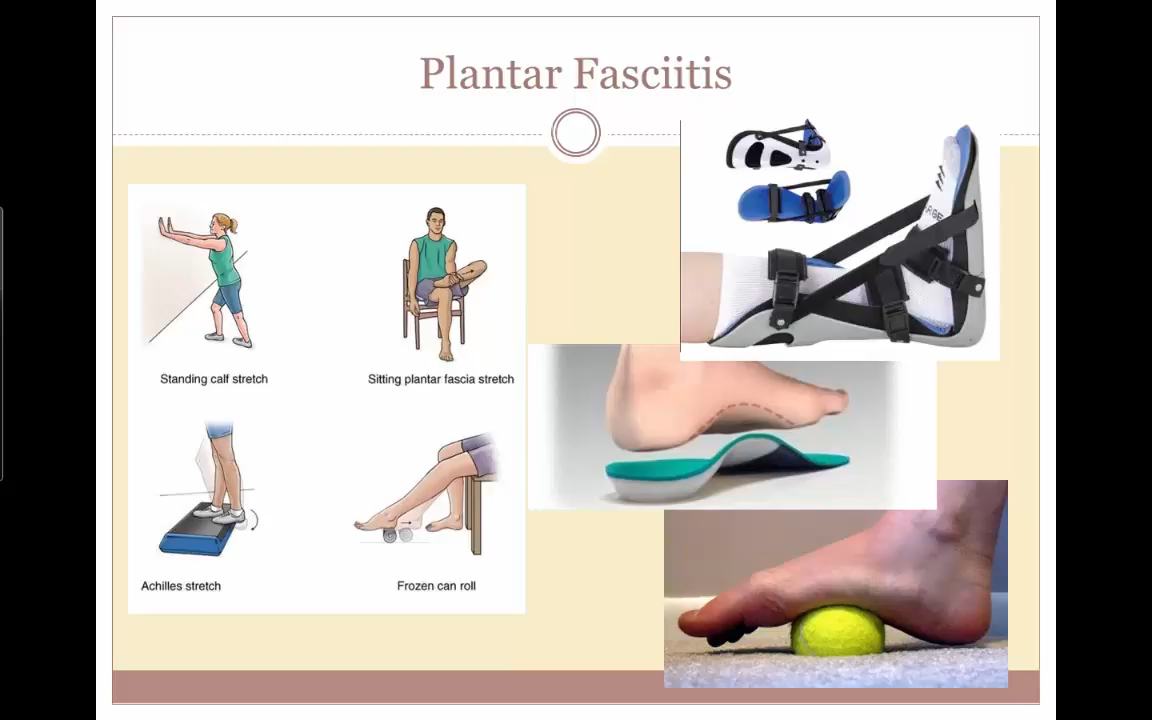 Plantar Fasciitis
Standing calf stretch
Sitting plantar fascia stretch
Achilles stretch
Frozen can roll